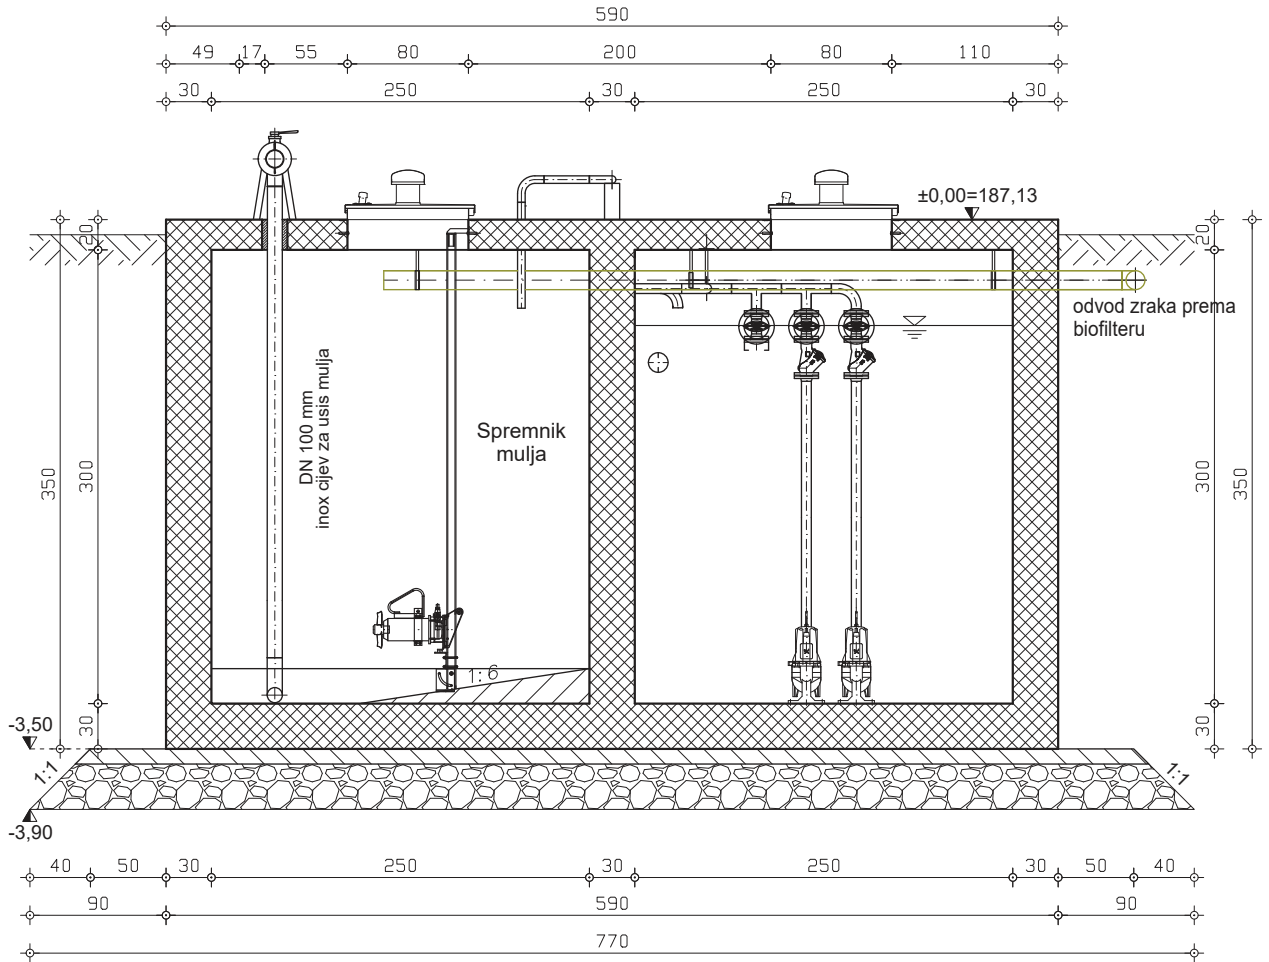 590
49 17 55 80 200 80 110
30 250 30 250 30
±0,00=187,13
20
20
odvod zraka prema
biofilteru
DN 100 mm
inox cijev za usis mulja
Spremnik
mulja
350
300
300
350
1:6
30
30
-3,50
1:1
1:1
-3,90
40 50 30 250 30 250 30 50 40
90 590 90
770